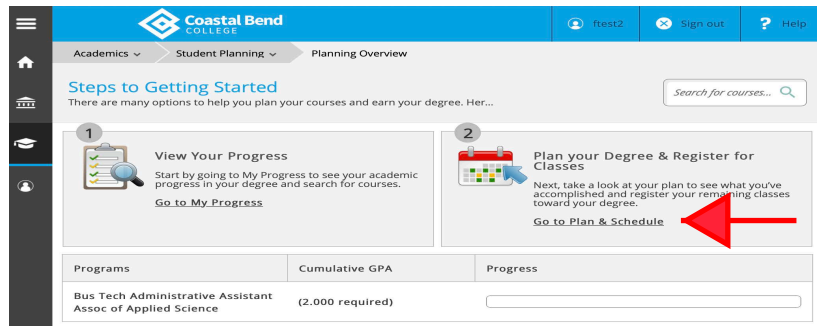 Coastal Bend
COLLEGE
ftest2
Sign out
? Help
Academics
Student Planning
Planning Overview
Steps to Getting Started
There are many options to help you plan your courses and earn your degree. Her...
Search for courses...
1
View Your Progress
Start by going to My Progress to see your academic
progress in your degree and search for courses.
Go to My Progress
2
Plan your Degree & Register for
Classes
Next, take a look at your plan to see what you've
accomplished and register your remaining classes
toward your degree.
Go to Plan & Schedule
Programs
Cumulative GPA
Progress
Bus Tech Administrative Assistant
Assoc of Applied Science
(2.000 required)